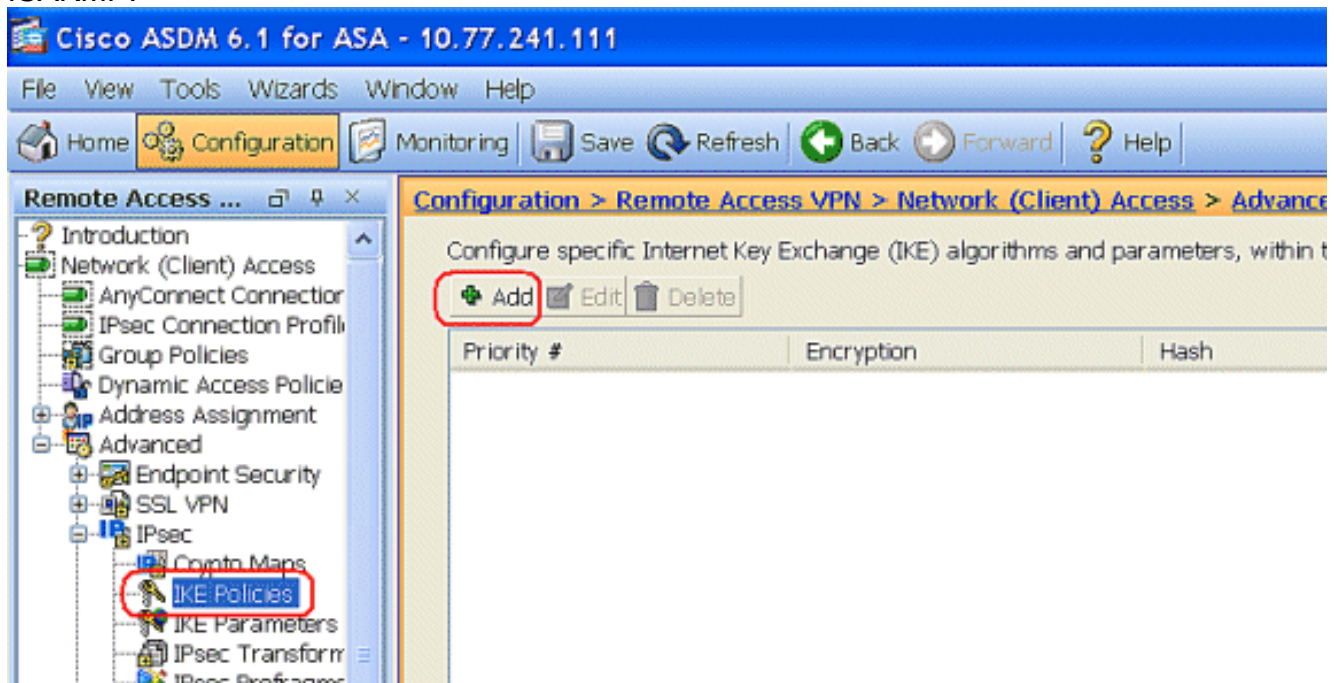 Cisco ASDM 6.1 for ASA - 10.77.241.111
File View Tools Wizards Window Help
Home Configuration Monitoring Save Refresh Back Forward Help
Remote Access ...
Configuration > Remote Access VPN > Network (Client) Access > Advance
Introduction
Network (Client) Access
AnyConnect Connection
IPsec Connection Profil
Group Policies
Dynamic Access Policie
Address Assignment
Advanced
Endpoint Security
SSL VPN
IPsec
Crypto Maps
IKE Policies
IKE Parameters
IPsec Transform
Configure specific Internet Key Exchange (IKE) algorithms and parameters, within t
Add Edit Delete
Priority # Encryption Hash